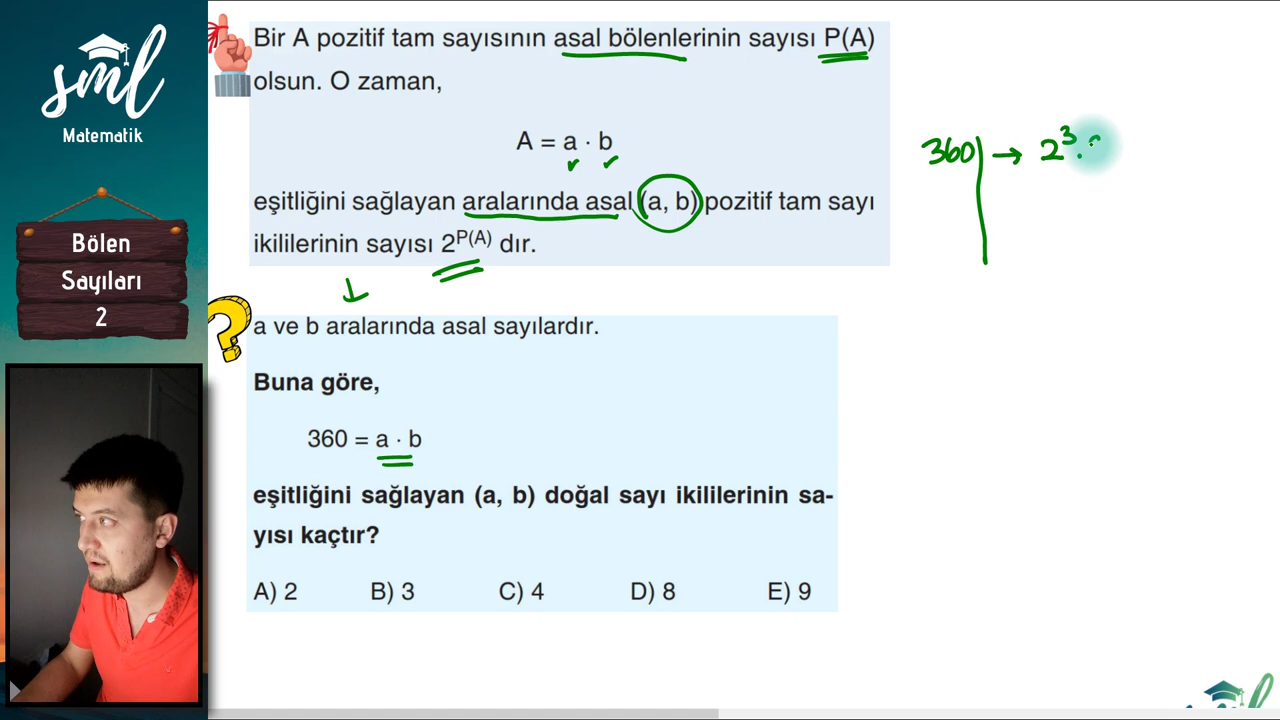 sml
Matematik
Bölen
Sayıları
2
Bir A pozitif tam sayısının asal bölenlerinin sayısı P(A)
olsun. O zaman,
A = a · b
eşitliğini sağlayan aralarında asal (a, b) pozitif tam sayı
ikililerinin sayısı 2^P(A) dır.
360 → 2³ ·
a ve b aralarında asal sayılardır.
Buna göre,
360 = a · b
eşitliğini sağlayan (a, b) doğal sayı ikililerinin sa-
yısı kaçtır?
A) 2 B) 3 C) 4 D) 8 E) 9